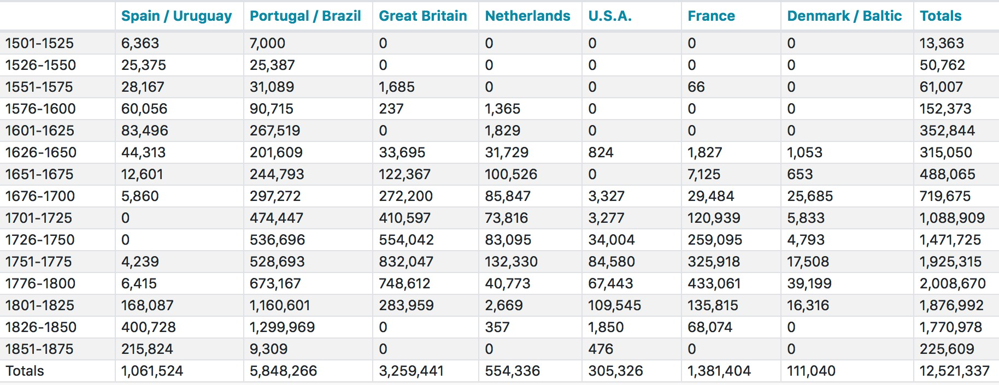 Spain / Uruguay Portugal / Brazil Great Britain Netherlands U.S.A. France Denmark / Baltic Totals
1501-1525 6,363 7,000 0 0 0 0 0 13,363
1526-1550 25,375 25,387 0 0 0 0 0 50,762
1551-1575 28,167 31,089 1,685 0 0 66 0 61,007
1576-1600 60,056 90,715 237 1,365 0 0 0 152,373
1601-1625 83,496 267,519 0 1,829 0 0 0 352,844
1626-1650 44,313 201,609 33,695 31,729 824 1,827 1,053 315,050
1651-1675 12,601 244,793 122,367 100,526 0 7,125 653 488,065
1676-1700 5,860 297,272 272,200 85,847 3,327 29,484 25,685 719,675
1701-1725 0 474,447 410,597 73,816 3,277 120,939 5,833 1,088,909
1726-1750 0 536,696 554,042 83,095 34,004 259,095 4,793 1,471,725
1751-1775 4,239 528,693 832,047 132,330 84,580 325,918 17,508 1,925,315
1776-1800 6,415 673,167 748,612 40,773 67,443 433,061 39,199 2,008,670
1801-1825 168,087 1,160,601 283,959 2,669 109,545 135,815 16,316 1,876,992
1826-1850 400,728 1,299,969 0 357 1,850 68,074 0 1,770,978
1851-1875 215,824 9,309 0 0 476 0 0 225,609
Totals 1,061,524 5,848,266 3,259,441 554,336 305,326 1,381,404 111,040 12,521,337